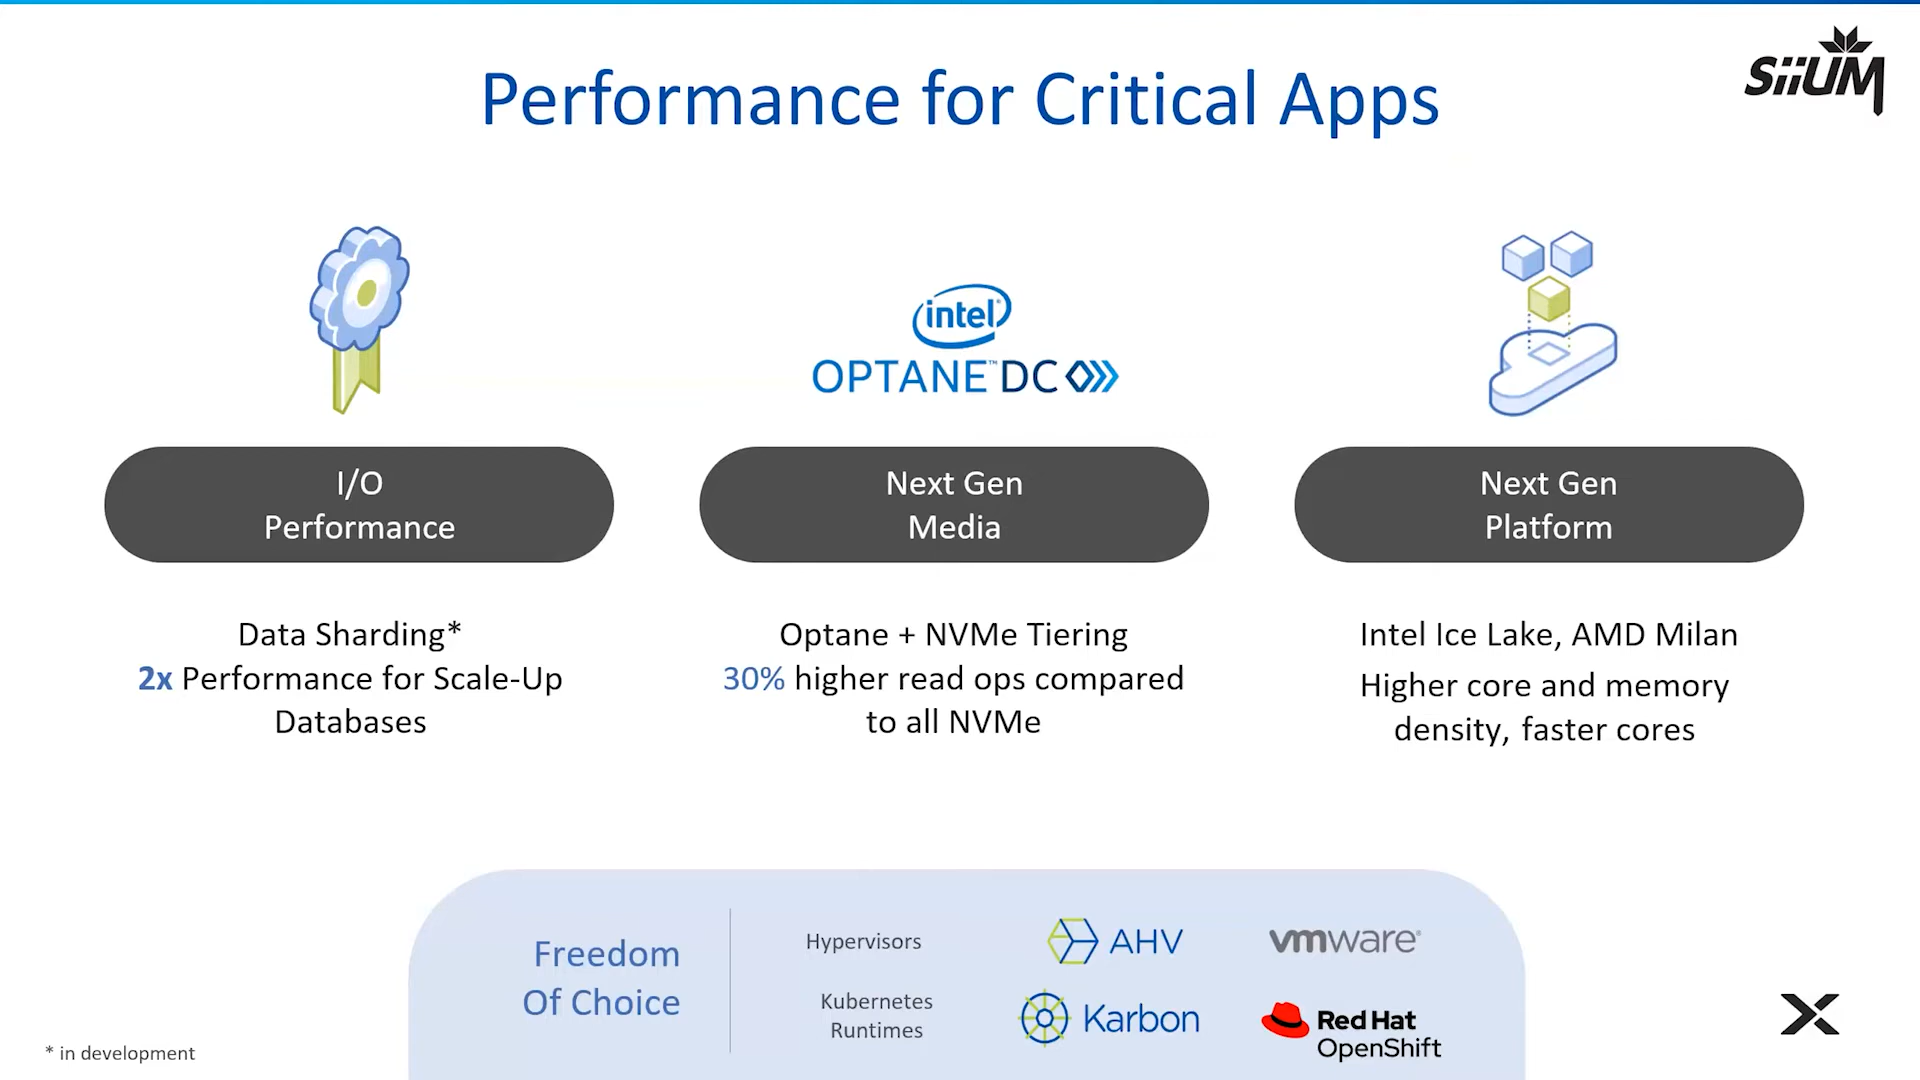 Performance for Critical Apps
SiiUM
intel®
OPTANE™ DC
I/O
Performance
Next Gen
Media
Next Gen
Platform
Data Sharding*
2x Performance for Scale-Up
Databases
Optane + NVMe Tiering
30% higher read ops compared
to all NVMe
Intel Ice Lake, AMD Milan
Higher core and memory
density, faster cores
Freedom
Of Choice
Hypervisors
AHV
vmware®
Kubernetes
Runtimes
Karbon
Red Hat
OpenShift
* in development